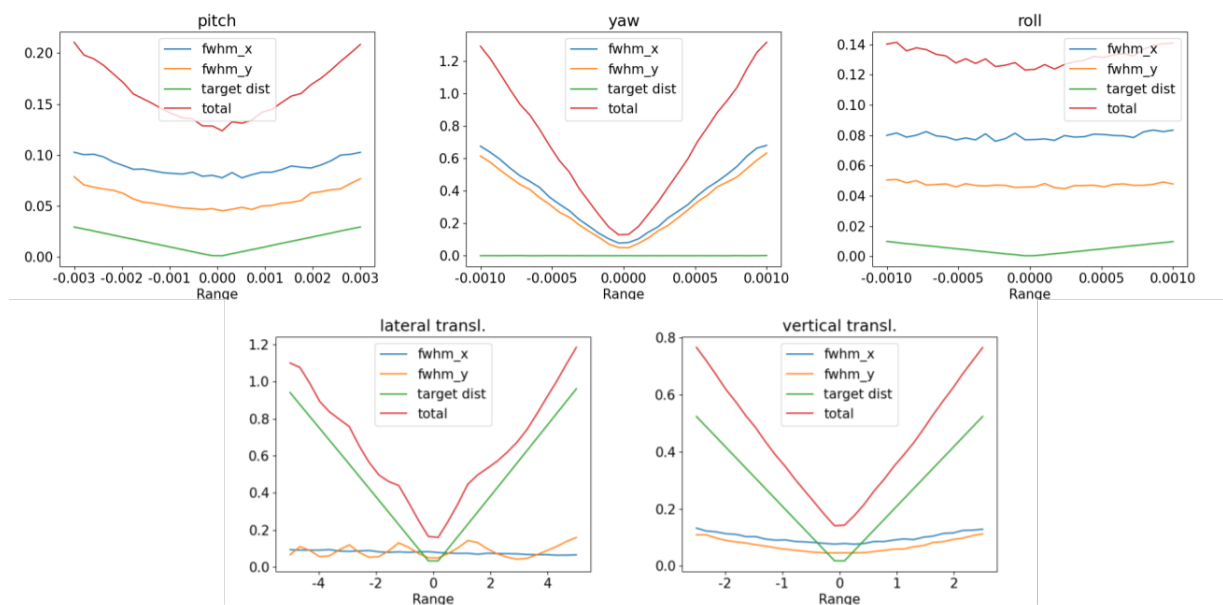 pitch
fwhm_x
fwhm_y
target dist
total
0.20
0.15
0.10
0.05
0.00
-0.003 -0.002 -0.001 0.000 0.001 0.002 0.003
Range
yaw
fwhm_x
fwhm_y
target dist
total
1.2
1.0
0.8
0.6
0.4
0.2
0.0
-0.0010 -0.0005 0.0000 0.0005 0.0010
Range
roll
fwhm_x
fwhm_y
target dist
total
0.14
0.12
0.10
0.08
0.06
0.04
0.02
0.00
-0.0010 -0.0005 0.0000 0.0005 0.0010
Range
lateral transl.
fwhm_x
fwhm_y
target dist
total
1.2
1.0
0.8
0.6
0.4
0.2
0.0
-4 -2 0 2 4
Range
vertical transl.
fwhm_x
fwhm_y
target dist
total
0.8
0.6
0.4
0.2
0.0
-2 -1 0 1 2
Range